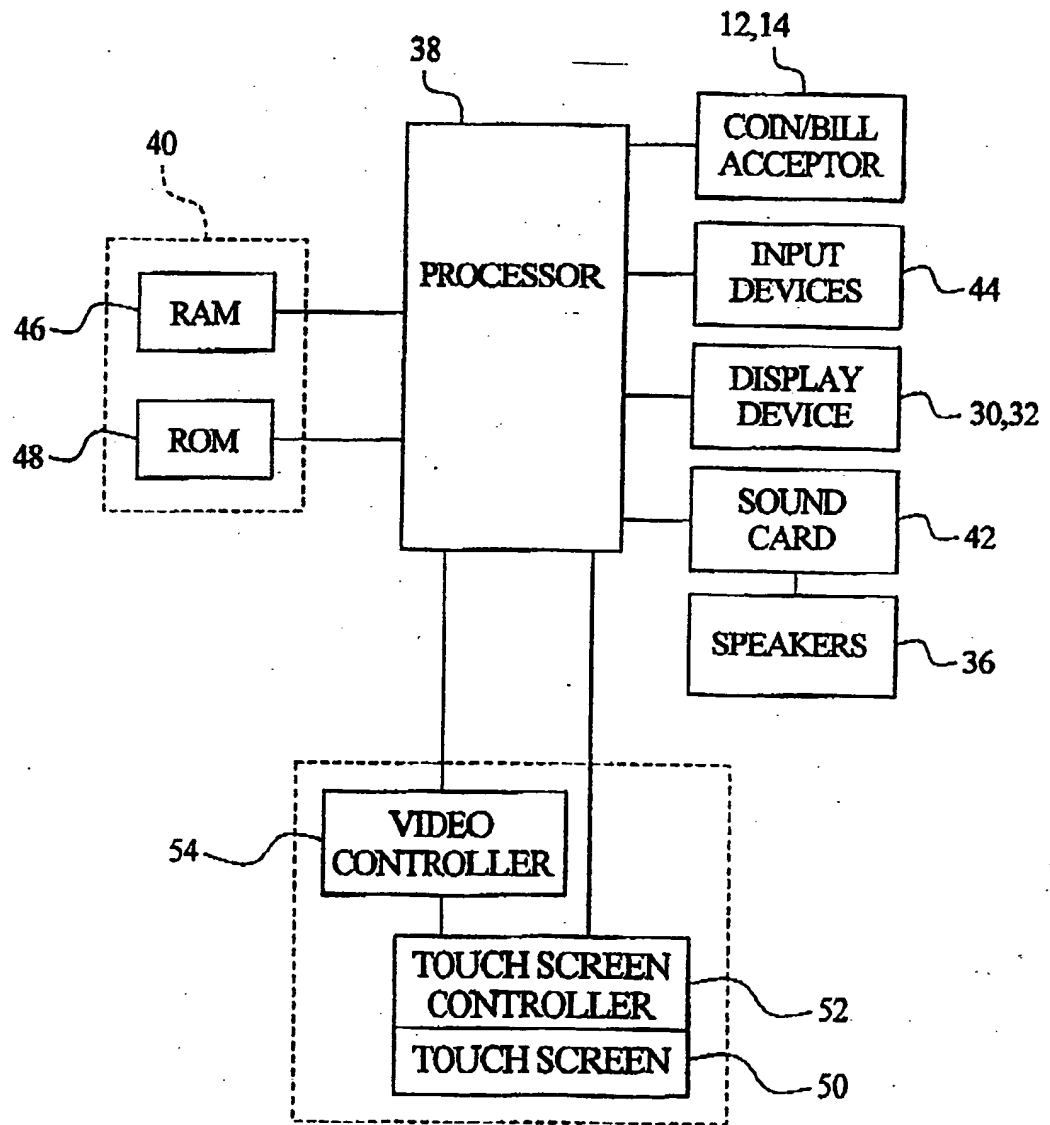 12,14
38
COIN/BILL
ACCEPTOR
40
PROCESSOR
INPUT
DEVICES
44
RAM
46
DISPLAY
DEVICE
30,32
ROM
48
SOUND
CARD
42
SPEAKERS
36
VIDEO
CONTROLLER
54
TOUCH SCREEN
CONTROLLER
52
TOUCH SCREEN
50